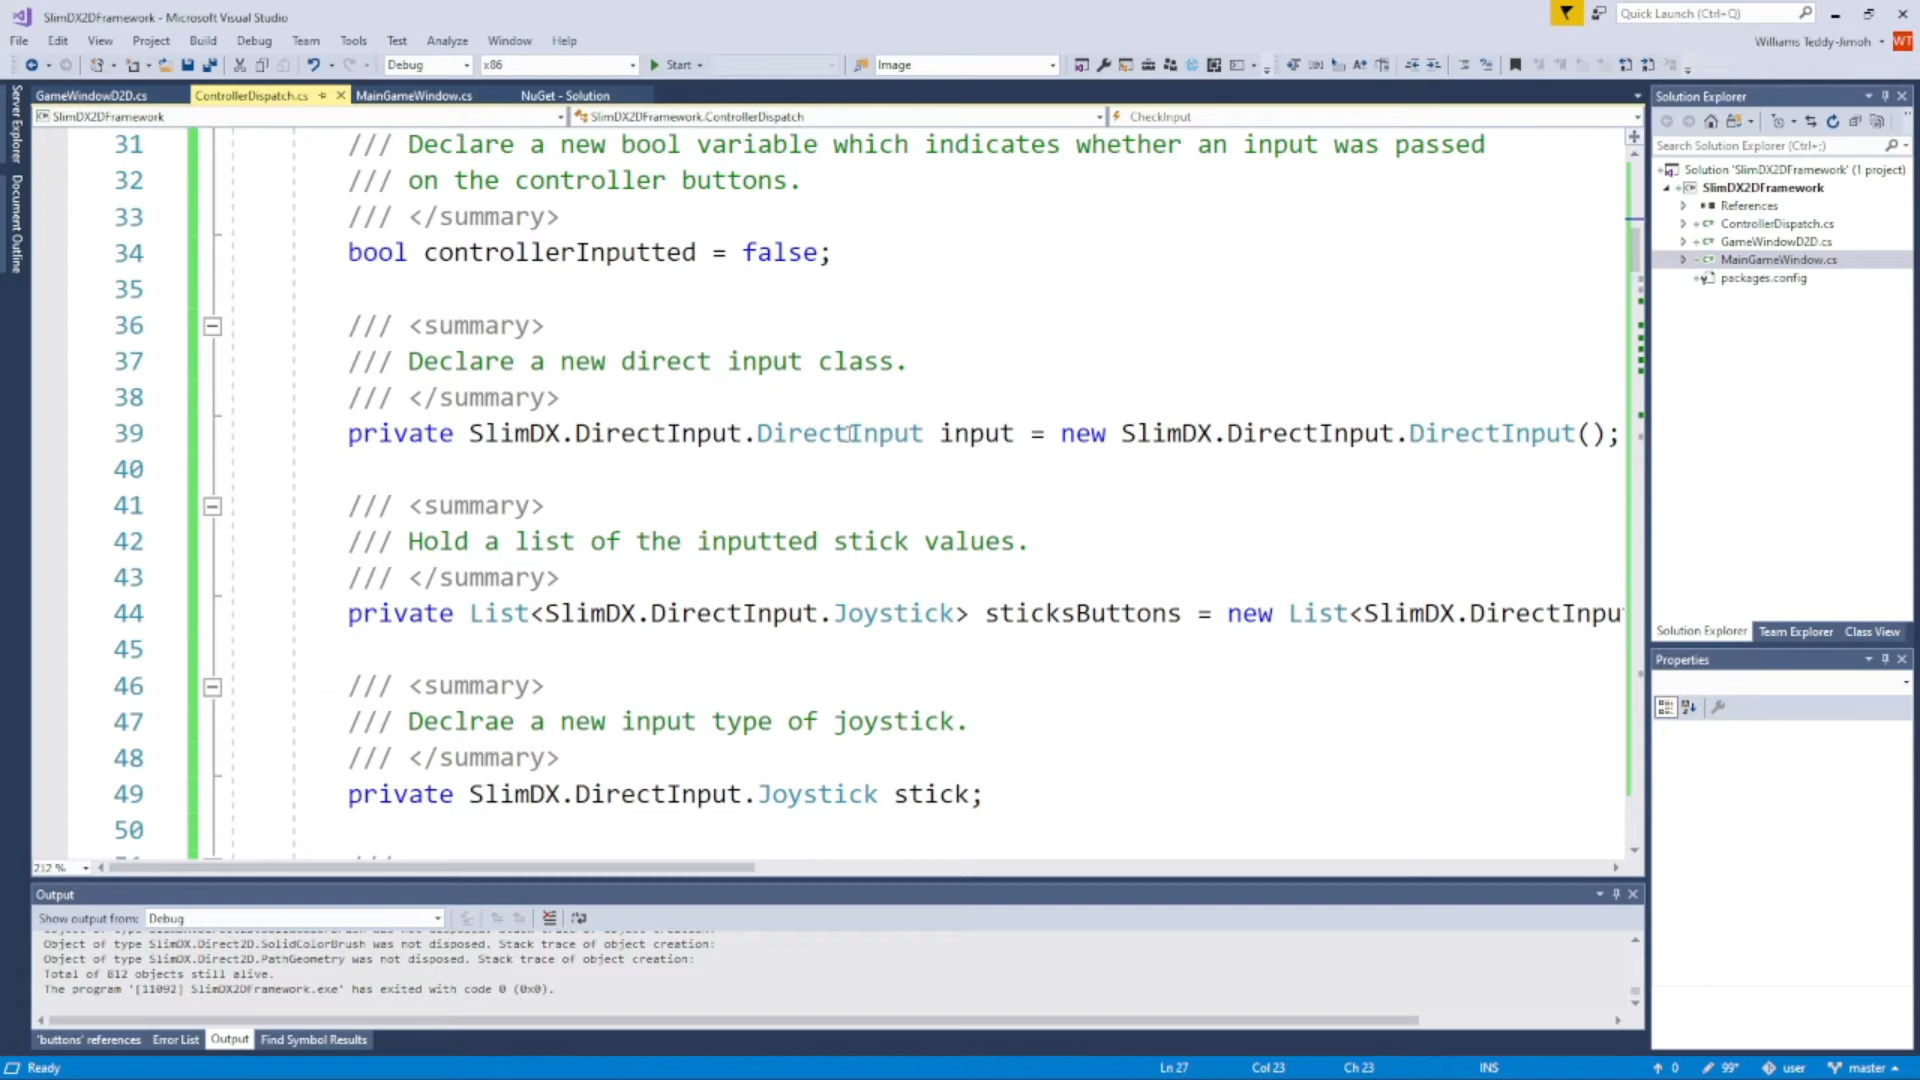 SlimDX2DFramework - Microsoft Visual Studio
Quick Launch (Ctrl+Q)
File Edit View Project Build Debug Team Tools Test Analyze Window Help
Williams Teddy-Jimoh WT
Debug x86 Start Image
GameWindowD2D.cs ControllerDispatch.cs MainGameWindow.cs NuGet - Solution
SlimDX2DFramework SlimDX2DFramework.ControllerDispatch CheckInput
Server Explorer
Document Outline
31 /// Declare a new bool variable which indicates whether an input was passed
32 /// on the controller buttons.
33 /// </summary>
34 bool controllerInputted = false;
35
36 /// <summary>
37 /// Declare a new direct input class.
38 /// </summary>
39 private SlimDX.DirectInput.DirectInput input = new SlimDX.DirectInput.DirectInput();
40
41 /// <summary>
42 /// Hold a list of the inputted stick values.
43 /// </summary>
44 private List<SlimDX.DirectInput.Joystick> sticksButtons = new List<SlimDX.DirectInpu
45
46 /// <summary>
47 /// Declrae a new input type of joystick.
48 /// </summary>
49 private SlimDX.DirectInput.Joystick stick;
50
212 %
Solution Explorer
Search Solution Explorer (Ctrl+;)
Solution 'SlimDX2DFramework' (1 project)
SlimDX2DFramework
References
ControllerDispatch.cs
GameWindowD2D.cs
MainGameWindow.cs
packages.config
Solution Explorer Team Explorer Class View
Properties
Output
Show output from: Debug
Object of type SlimDX.Direct2D.SolidColorBrush was not disposed. Stack trace of object creation:
Object of type SlimDX.Direct2D.PathGeometry was not disposed. Stack trace of object creation:
Total of 812 objects still alive.
The program '[11092] SlimDX2DFramework.exe' has exited with code 0 (0x0).
'buttons' references Error List Output Find Symbol Results
Ready Ln 27 Col 23 Ch 23 INS 0 99* user master